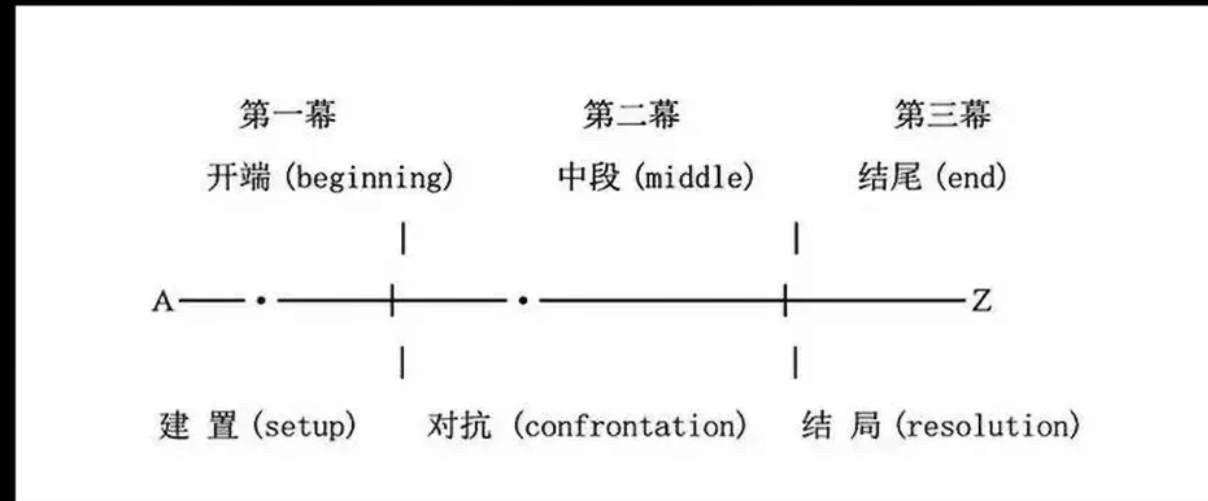 第一幕 第二幕 第三幕
开端 (beginning) 中段 (middle) 结尾 (end)
A Z
建 置 (setup) 对抗 (confrontation) 结 局 (resolution)